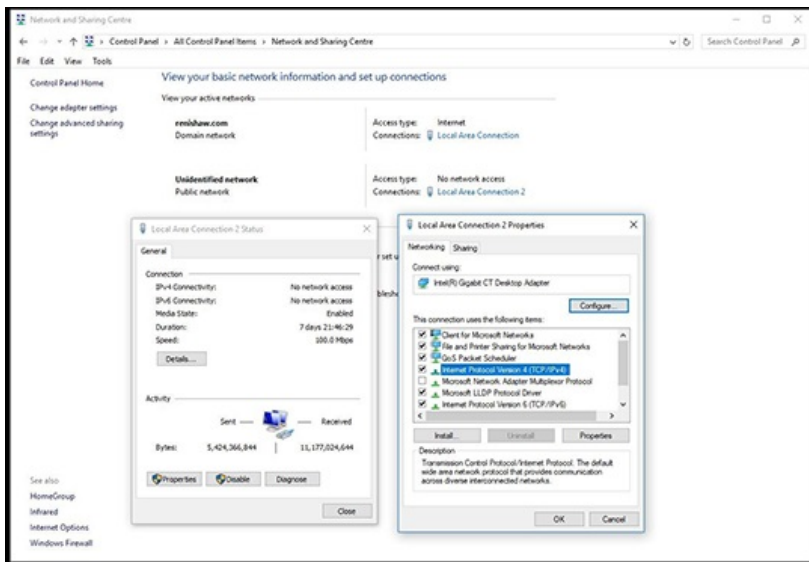 Network and Sharing Centre
Control Panel > All Control Panel Items > Network and Sharing Centre
Search Control Panel
File Edit View Tools
Control Panel Home
Change adapter settings
Change advanced sharing
settings
View your basic network information and set up connections
View your active networks
renishaw.com
Domain network
Access type: Internet
Connections: Local Area Connection
Unidentified network
Public network
Access type: No network access
Connections: Local Area Connection 2
Local Area Connection 2 Status
General
Connection
IPv4 Connectivity: No network access
IPv6 Connectivity: No network access
Media State: Enabled
Duration: 7 days 21:46:29
Speed: 100.0 Mbps
Details...
Activity
Sent Received
Bytes: 5,424,366,844 11,177,024,644
Properties Disable Diagnose
Close
Local Area Connection 2 Properties
Networking Sharing
Connect using:
Intel(R) Gigabit CT Desktop Adapter
Configure...
This connection uses the following items:
Client for Microsoft Networks
File and Printer Sharing for Microsoft Networks
QoS Packet Scheduler
Internet Protocol Version 4 (TCP/IPv4)
Microsoft Network Adapter Multiplexor Protocol
Microsoft LLDP Protocol Driver
Internet Protocol Version 6 (TCP/IPv6)
Install... Uninstall Properties
Description
Transmission Control Protocol/Internet Protocol. The default
wide area network protocol that provides communication
across diverse interconnected networks.
OK Cancel
See also
HomeGroup
Infrared
Internet Options
Windows Firewall